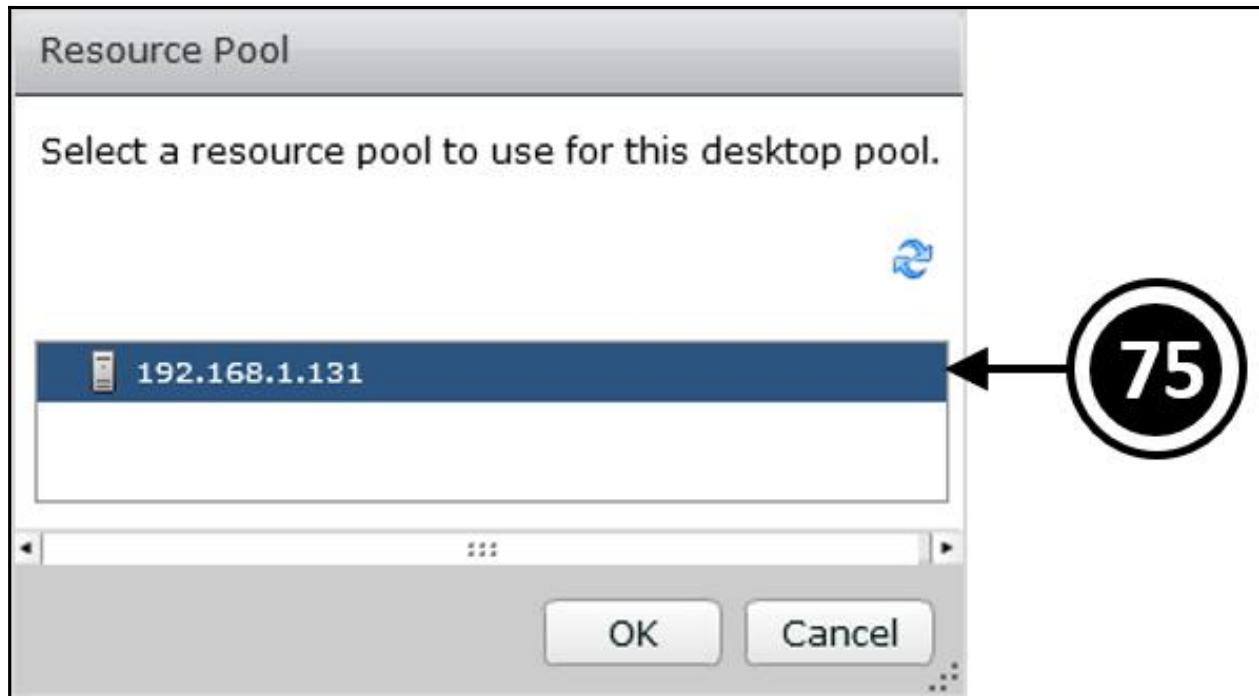 Resource Pool
Select a resource pool to use for this desktop pool.
192.168.1.131
75
OK Cancel